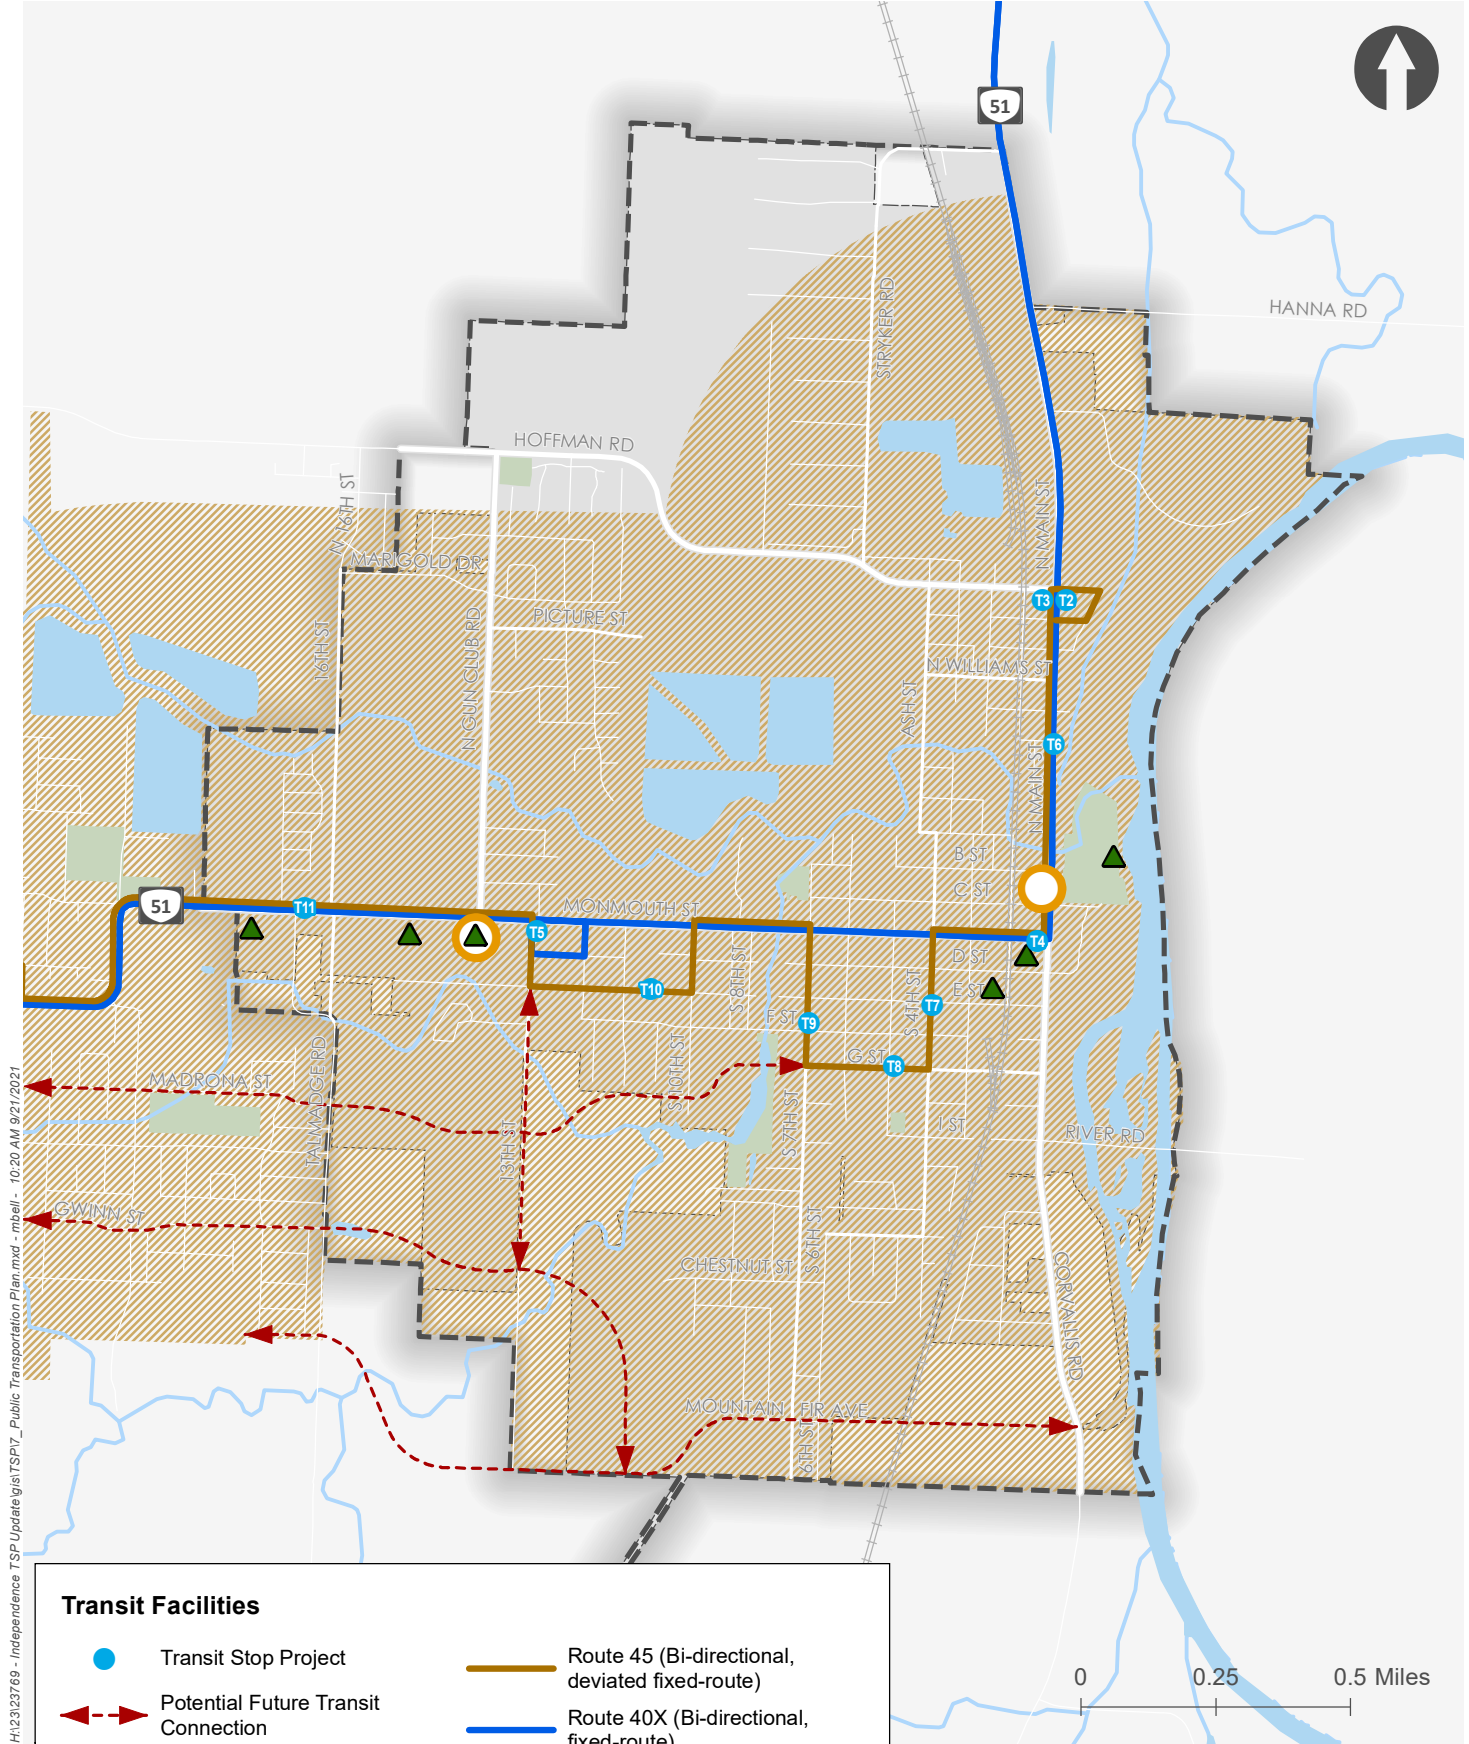 51
HANNA RD
STRYKER RD
HOFFMAN RD
N 16TH ST
N MAIN ST
MARIGOLD DR
T3
T2
PICTURE ST
16TH ST
N GUN CLUB RD
N WILLIAMS ST
ASH ST
T6
N MAIN ST
B ST
C ST
51
T11
MONMOUTH ST
T5
T4
D ST
S 8TH ST
E ST
T10
S 4TH ST
T7
F ST
T9
G ST
T8
MADRONA ST
TALMADGE RD
S 10TH ST
13TH ST
S 7TH ST
I ST
RIVER RD
GWINN ST
S 6TH ST
CHESTNUT ST
CORVALLIS RD
MOUNTAIN FIR AVE
6TH ST
H:\23\23769 - Independence TSP Update\gis\TSP\7_Public Transportation Plan.mxd - mbell - 10:20 AM 9/21/2021
Transit Facilities
Transit Stop Project
Potential Future Transit
Connection
Route 45 (Bi-directional,
deviated fixed-route)
Route 40X (Bi-directional,
fixed-route)
0 0.25 0.5 Miles